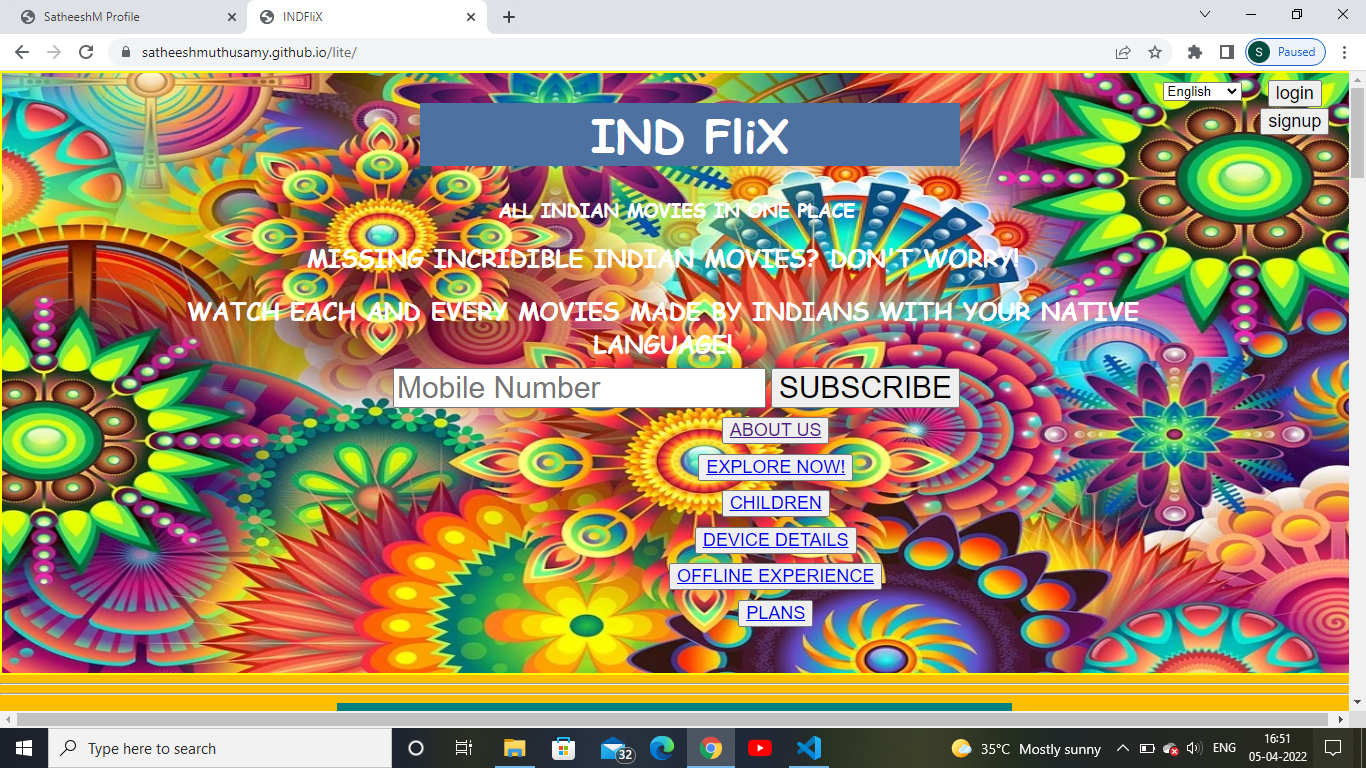 SatheeshM Profile
INDFliX
satheeshmuthusamy.github.io/lite/
S
Paused
English
login
signup
IND FliX
ALL INDIAN MOVIES IN ONE PLACE
MISSING INCRIDIBLE INDIAN MOVIES? DON'T WORRY!
WATCH EACH AND EVERY MOVIES MADE BY INDIANS WITH YOUR NATIVE
LANGUAGE!
Mobile Number
SUBSCRIBE
ABOUT US
EXPLORE NOW!
CHILDREN
DEVICE DETAILS
OFFLINE EXPERIENCE
PLANS
Type here to search
32
35°C Mostly sunny
ENG
16:51
05-04-2022